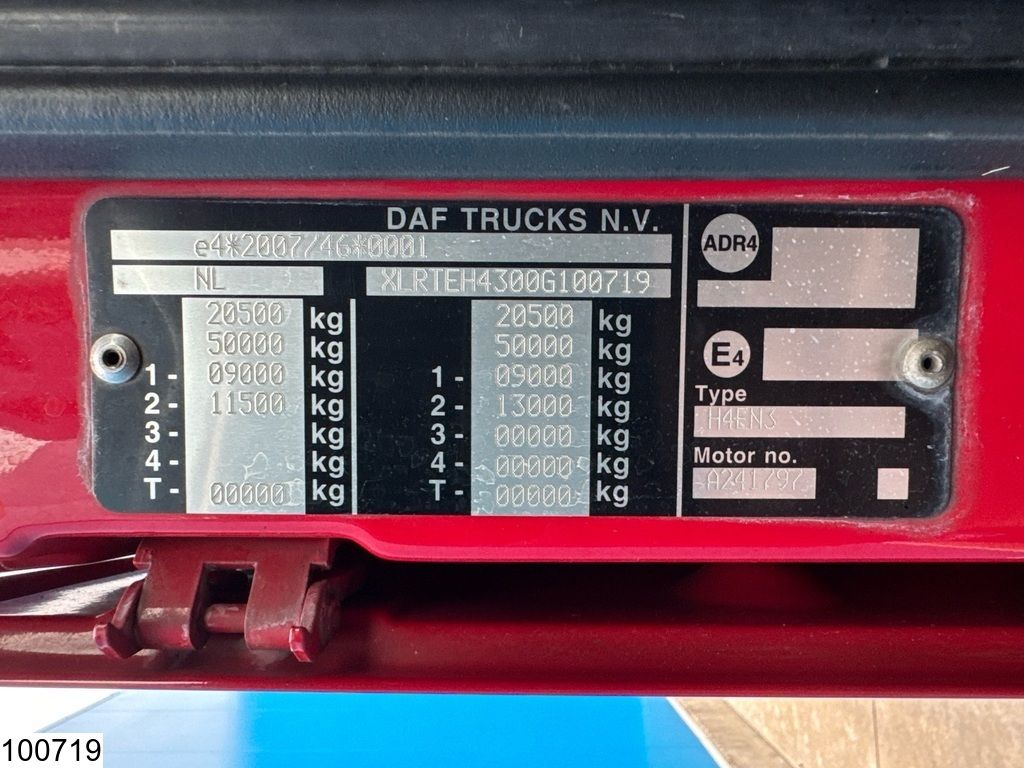 DAF TRUCKS N.V.
e4*2007/46*0001
NL XLRTEH4300G100719
20500 kg 20500 kg
50000 kg 50000 kg
1 - 09000 kg 1 - 09000 kg
2 - 11500 kg 2 - 13000 kg
3 - kg 3 - 00000 kg
4 - kg 4 - 00000 kg
T - 00000 kg T - 00000 kg
ADR4
E4
Type
H4EN3
Motor no.
A241797
100719